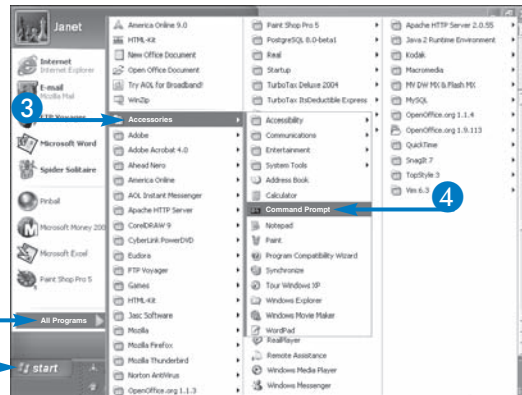 Janet
Internet
Internet Explorer
E-mail
Mozilla Mail
FTP Voyager
Microsoft Word
Spider Solitaire
Pinball
Microsoft Money 200
Microsoft Excel
Paint Shop Pro 5
All Programs
start
3
America Online 9.0
HTML-Kit
New Office Document
Open Office Document
Try AOL for Broadband!
WinZip
Accessories
Adobe
Adobe Acrobat 4.0
Ahead Nero
America Online
AOL Instant Messenger
Apache HTTP Server
CorelDRAW 9
CyberLink PowerDVD
Eudora
FTP Voyager
Games
HTML-Kit
Jasc Software
Mozilla
Mozilla Firefox
Mozilla Thunderbird
Norton AntiVirus
OpenOffice.org 1.1.3
Paint Shop Pro 5
PostgreSQL 8.0-beta1
Real
Startup
TurboTax Deluxe 2004
TurboTax ItsDeductible Express
Accessibility
Communications
Entertainment
System Tools
Address Book
Calculator
Command Prompt
4
Notepad
Paint
Program Compatibility Wizard
Synchronize
Tour Windows XP
Windows Explorer
Windows Movie Maker
WordPad
RealPlayer
Remote Assistance
Windows Media Player
Windows Messenger
Apache HTTP Server 2.0.55
Java 2 Runtime Environment
Kodak
Macromedia
MV DW MX & Flash MX
MySQL
OpenOffice.org 1.1.4
OpenOffice.org 1.9.113
QuickTime
SnagIt 7
TopStyle 3
Vim 6.3